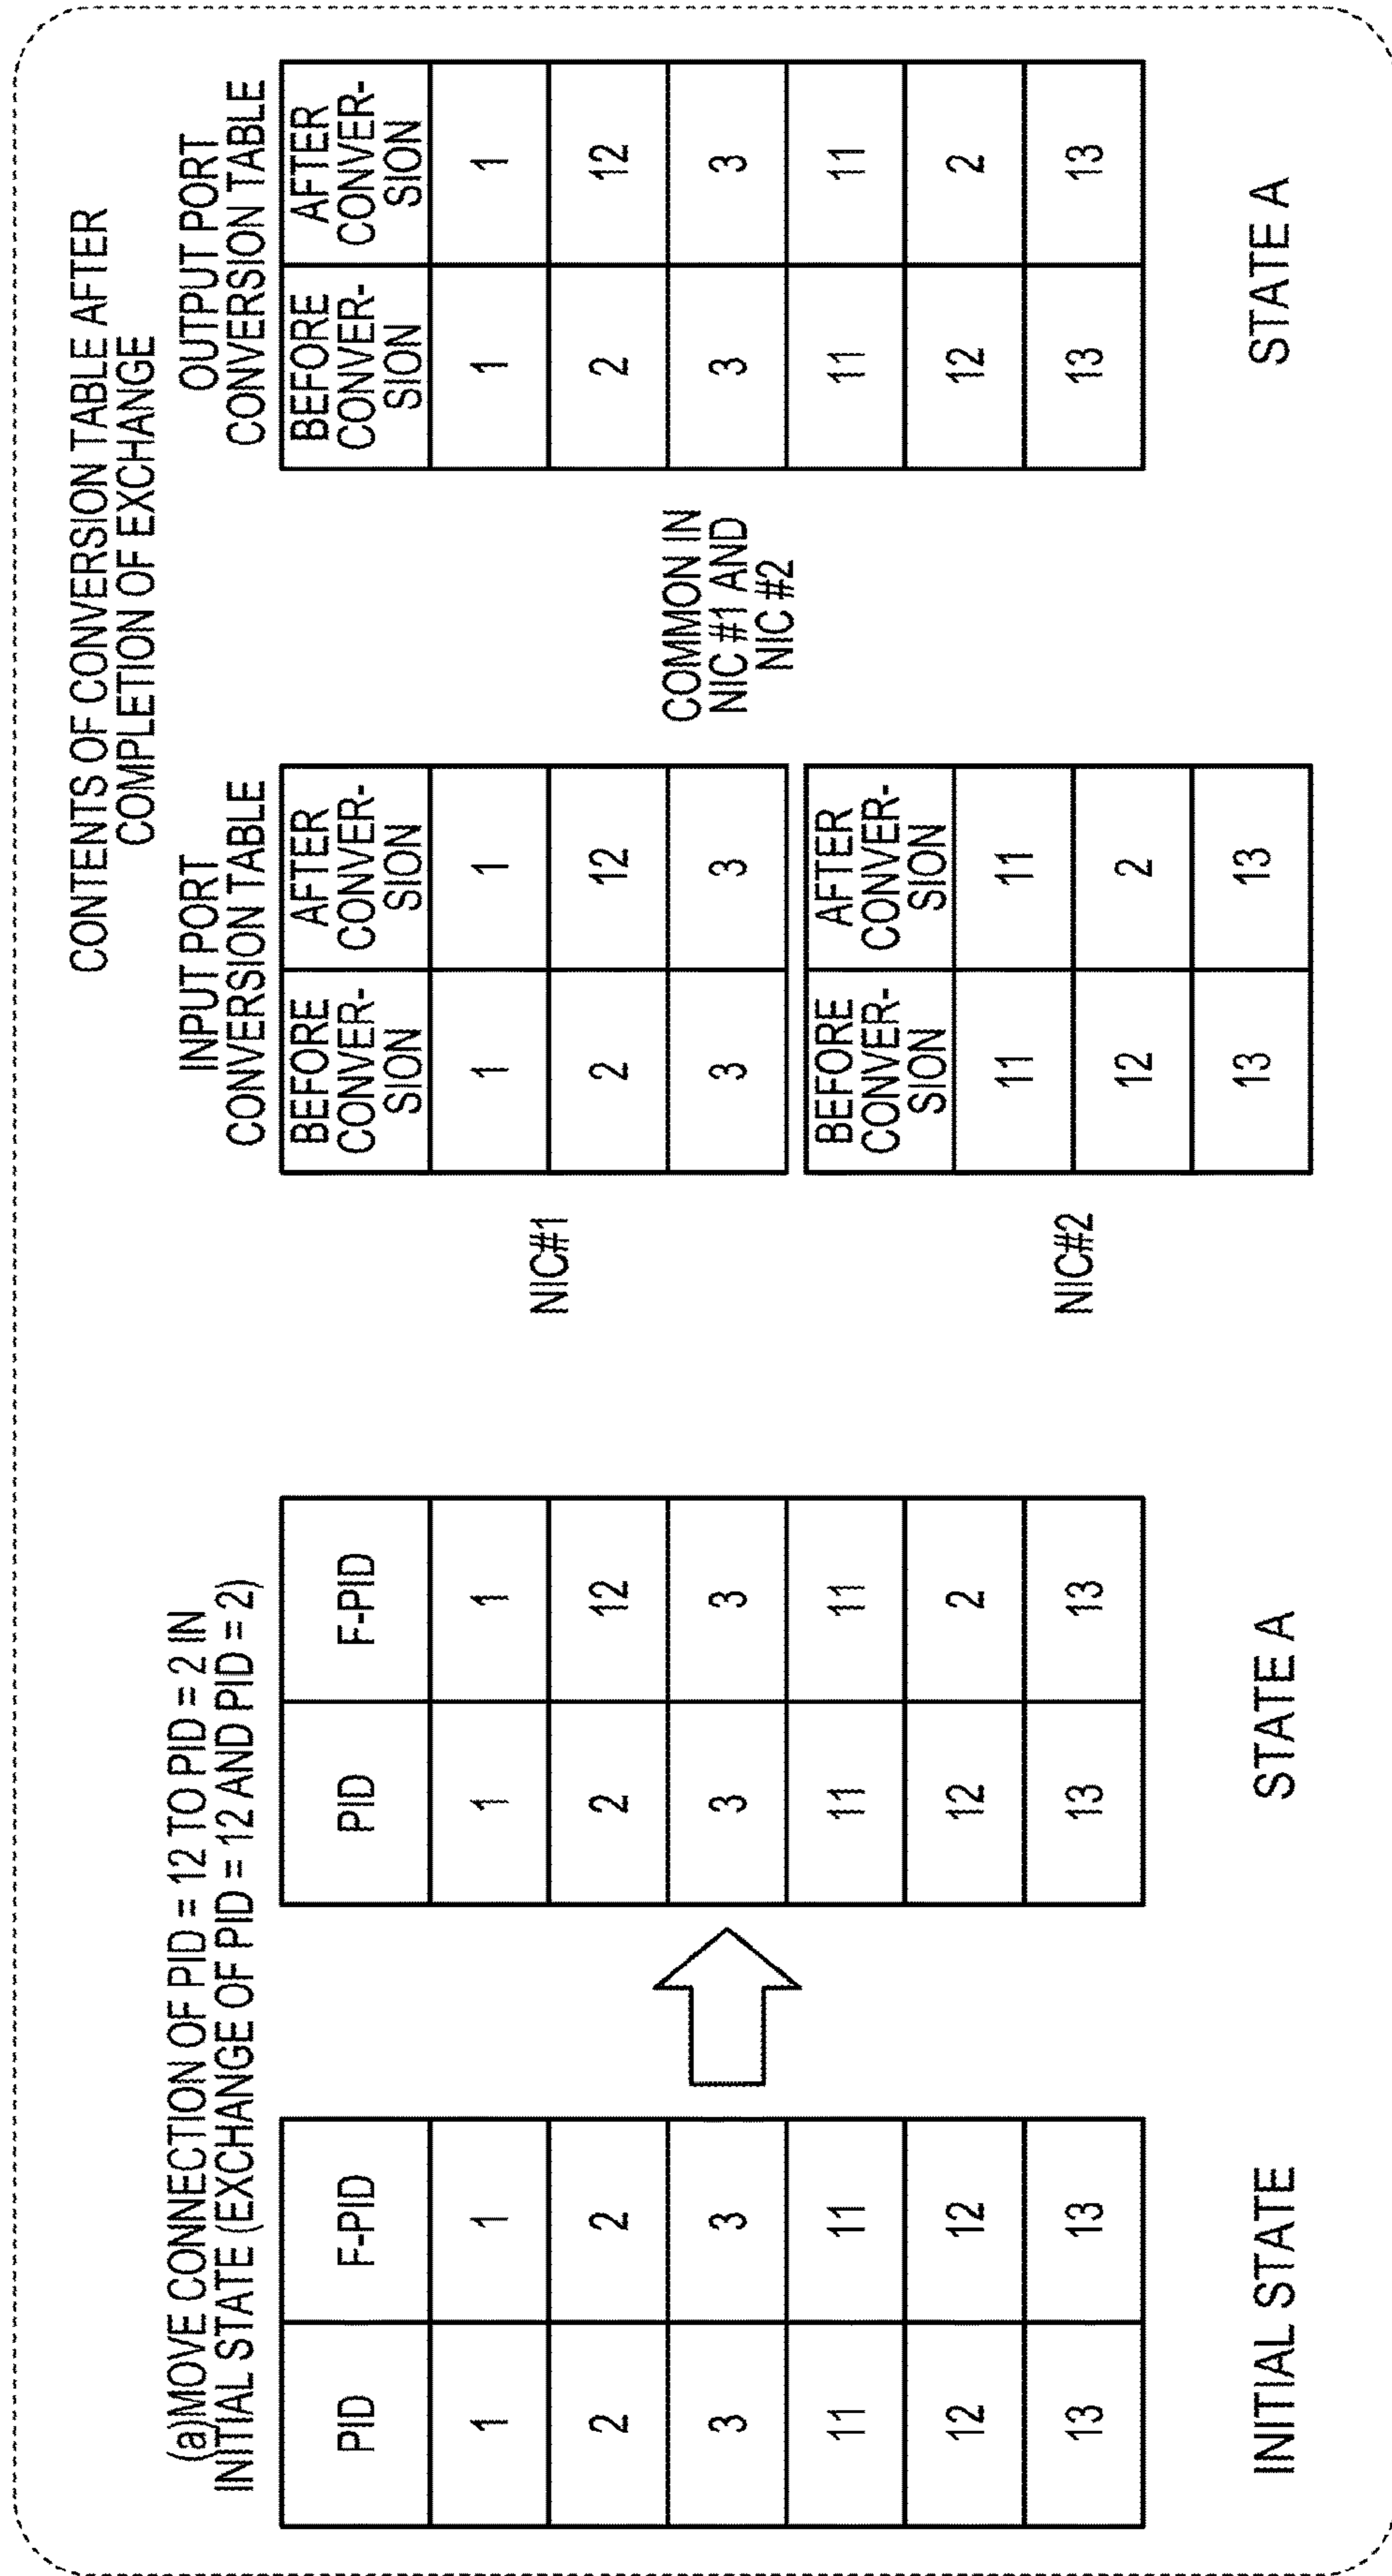 CONTENTS OF CONVERSION TABLE AFTER
COMPLETION OF EXCHANGE
(a)MOVE CONNECTION OF PID = 12 TO PID = 2 IN
INITIAL STATE (EXCHANGE OF PID = 12 AND PID = 2)
PID F-PID
1 1
2 2
3 3
11 11
12 12
13 13
INITIAL STATE
PID F-PID
1 1
2 12
3 3
11 11
12 2
13 13
STATE A
INPUT PORT
CONVERSION TABLE
NIC#1
BEFORE
CONVER-
SION
AFTER
CONVER-
SION
1 1
2 12
3 3
NIC#2
BEFORE
CONVER-
SION
AFTER
CONVER-
SION
11 11
12 2
13 13
COMMON IN
NIC #1 AND
NIC #2
OUTPUT PORT
CONVERSION TABLE
BEFORE
CONVER-
SION
AFTER
CONVER-
SION
1 1
2 12
3 3
11 11
12 2
13 13
STATE A